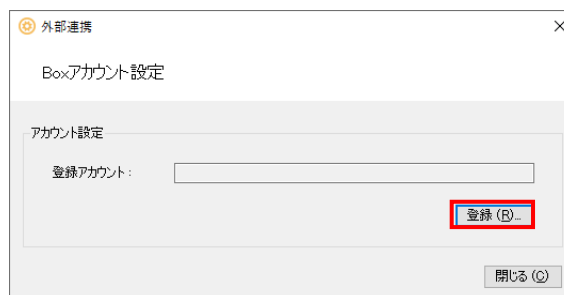 外部連携
Boxアカウント設定
アカウント設定
登録アカウント：
登録(R)...
閉じる(C)